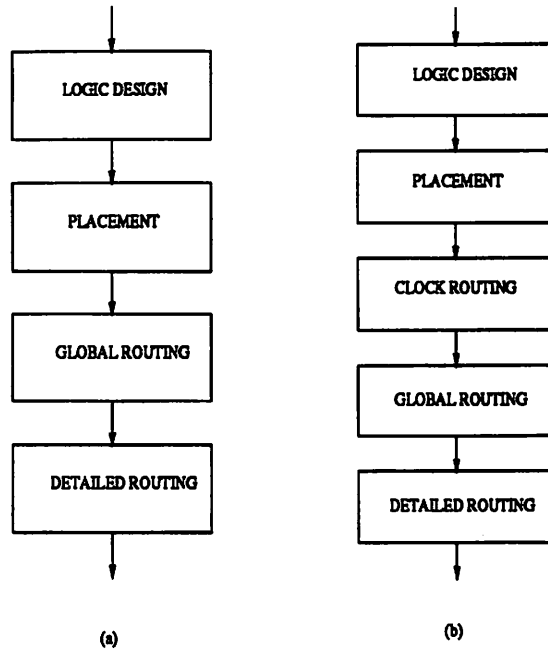 LOGIC DESIGN
PLACEMENT
GLOBAL ROUTING
DETAILED ROUTING
(a)
LOGIC DESIGN
PLACEMENT
CLOCK ROUTING
GLOBAL ROUTING
DETAILED ROUTING
(b)